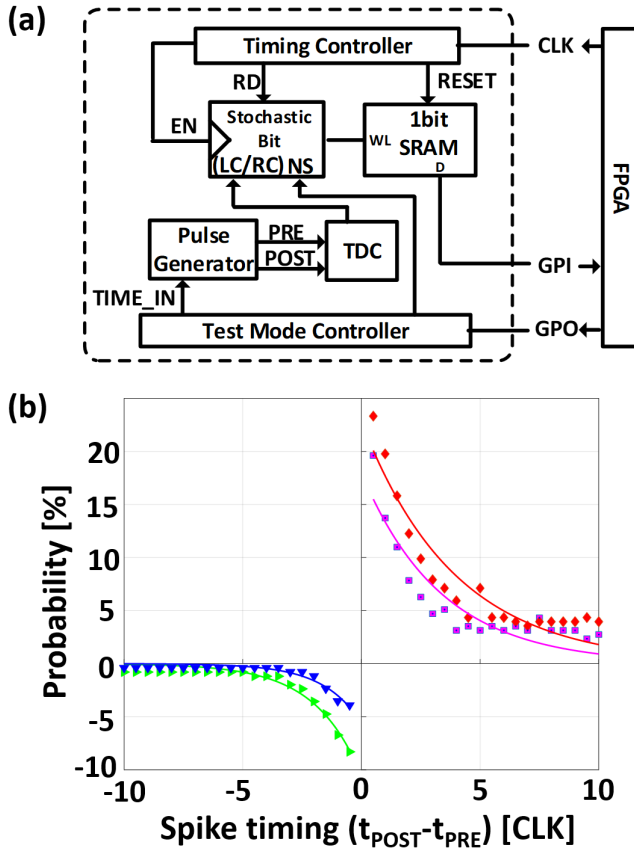 (a)
Timing Controller
CLK
RD
RESET
EN
Stochastic
Bit
(LC/RC) NS
1bit
WL
SRAM
D
FPGA
Pulse
Generator
PRE
POST
TDC
GPI
TIME_IN
Test Mode Controller
GPO
(b)
Probability [%]
20
15
10
5
0
-5
-10
-10
-5
0
5
10
Spike timing (tPOST-tPRE) [CLK]